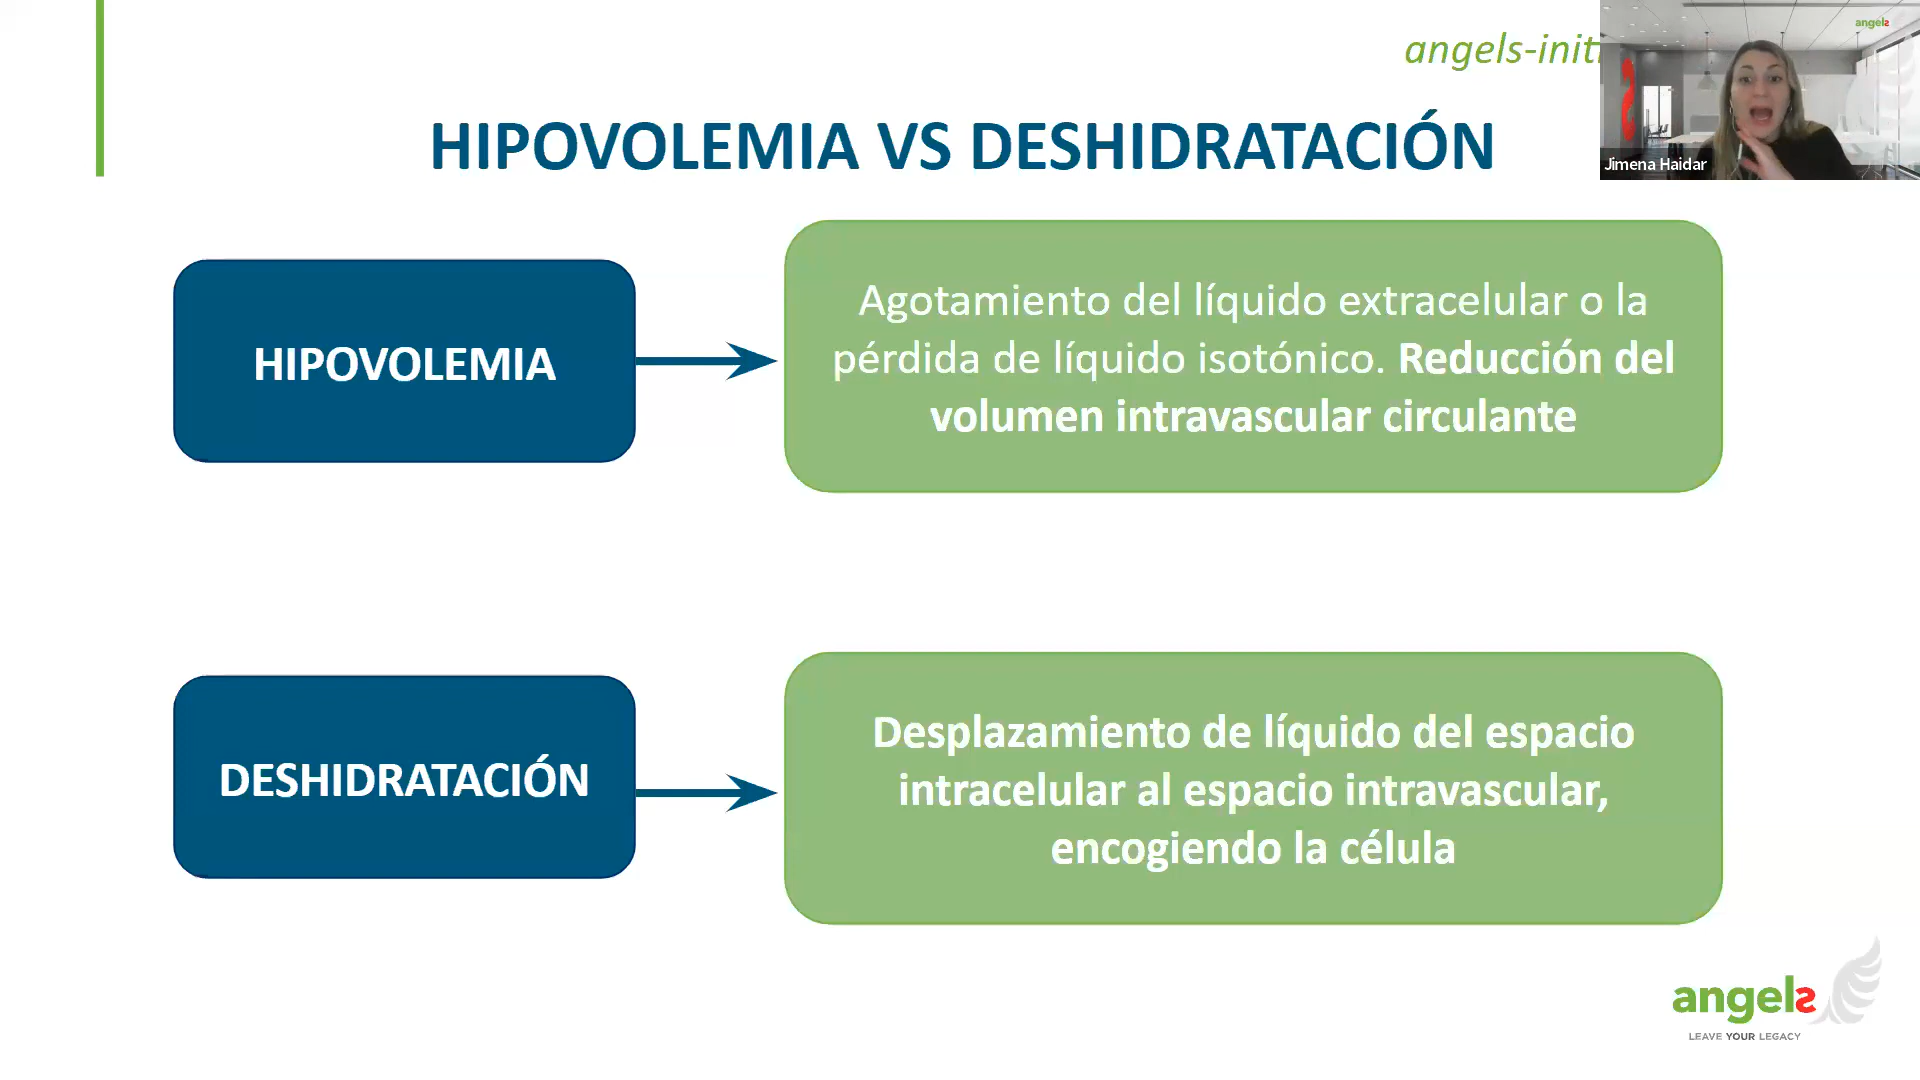 angels-initi
angels
Jimena Haidar
HIPOVOLEMIA VS DESHIDRATACIÓN
HIPOVOLEMIA
Agotamiento del líquido extracelular o la
pérdida de líquido isotónico. Reducción del
volumen intravascular circulante
DESHIDRATACIÓN
Desplazamiento de líquido del espacio
intracelular al espacio intravascular,
encogiendo la célula
angels
LEAVE YOUR LEGACY